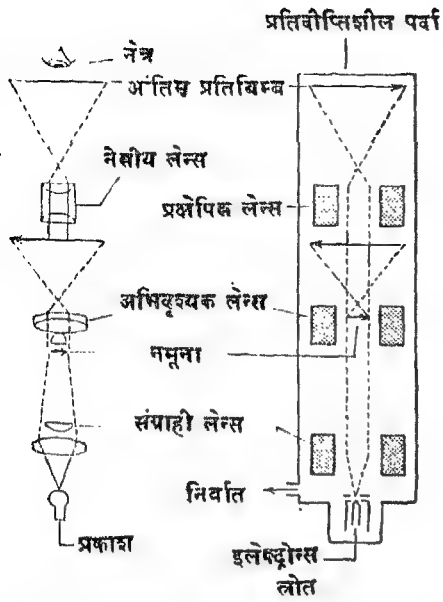 प्रतिदीप्तिशील पर्दा
नेत्र
अंतिम प्रतिबिम्ब
नेत्रीय लेन्स
प्रक्षेपिक लेन्स
अभिदृश्यक लेन्स
नमूना
संग्राही लेन्स
निर्वात
प्रकाश
इलेक्ट्रोन्स
स्रोत